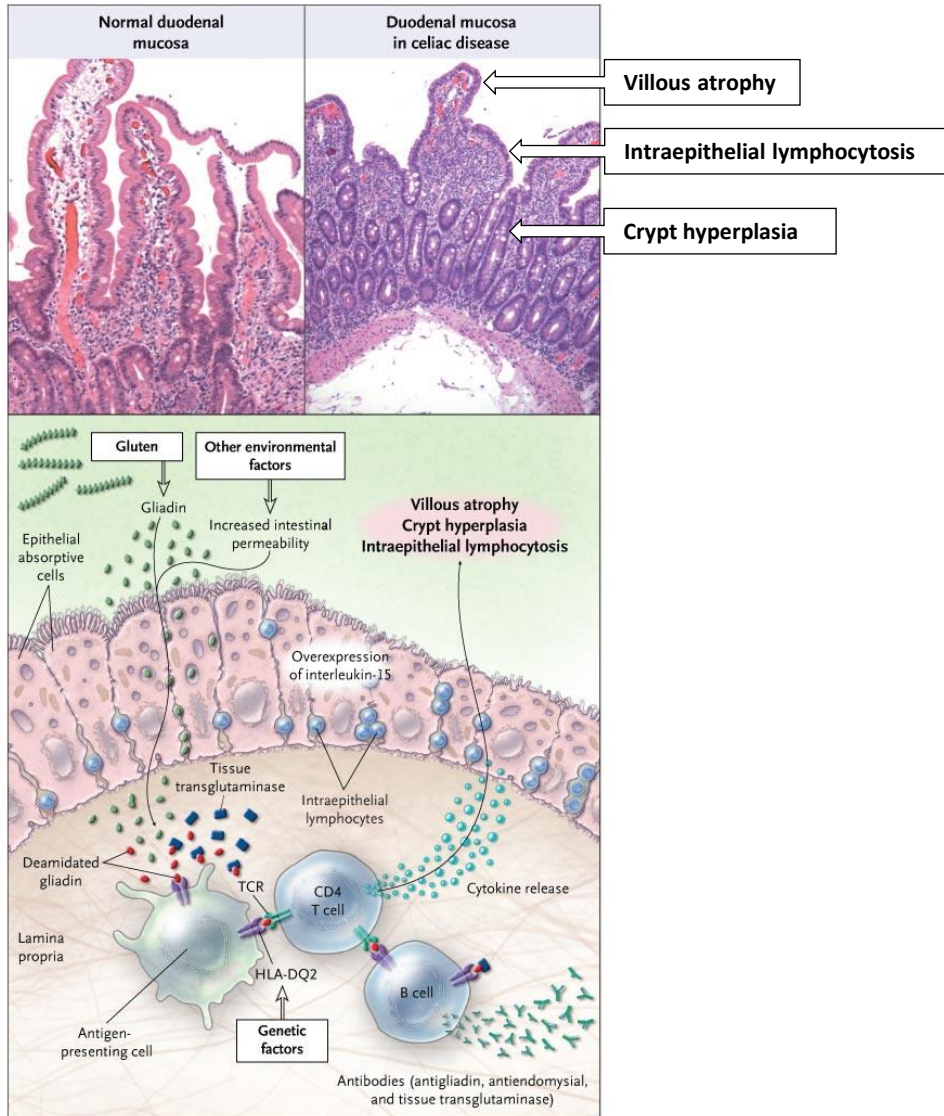 Normal duodenal
mucosa
Duodenal mucosa
in celiac disease
Villous atrophy
Intraepithelial lymphocytosis
Crypt hyperplasia
Gluten
Other environmental
factors
Gliadin
Increased intestinal
permeability
Villous atrophy
Crypt hyperplasia
Intraepithelial lymphocytosis
Epithelial
absorptive
cells
Overexpression
of interleukin-15
Tissue
transglutaminase
Intraepithelial
lymphocytes
Deamidated
gliadin
TCR
CD4
T cell
Cytokine release
Lamina
propria
HLA-DQ2
B cell
Antigen-
presenting cell
Genetic
factors
Antibodies (antigliadin, antiendomysial,
and tissue transglutaminase)